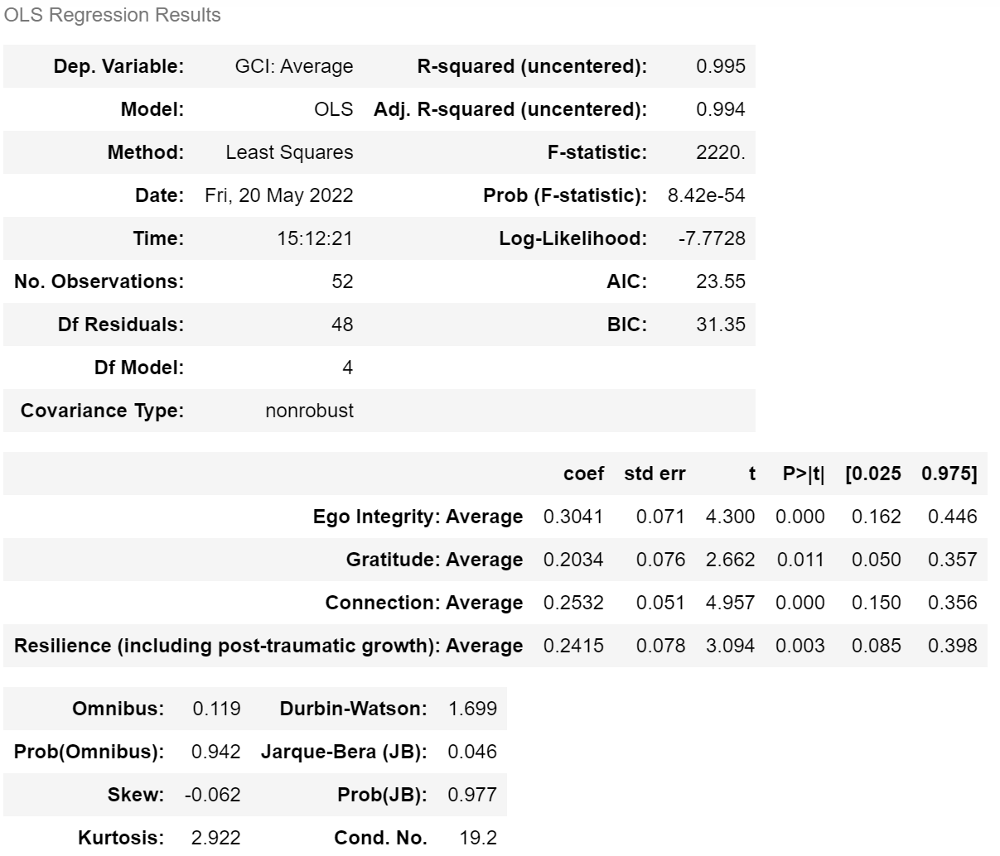 OLS Regression Results
Dep. Variable: GCI: Average R-squared (uncentered): 0.995
Model: OLS Adj. R-squared (uncentered): 0.994
Method: Least Squares F-statistic: 2220.
Date: Fri, 20 May 2022 Prob (F-statistic): 8.42e-54
Time: 15:12:21 Log-Likelihood: -7.7728
No. Observations: 52 AIC: 23.55
Df Residuals: 48 BIC: 31.35
Df Model: 4
Covariance Type: nonrobust
coef std err t P>|t| [0.025 0.975]
Ego Integrity: Average 0.3041 0.071 4.300 0.000 0.162 0.446
Gratitude: Average 0.2034 0.076 2.662 0.011 0.050 0.357
Connection: Average 0.2532 0.051 4.957 0.000 0.150 0.356
Resilience (including post-traumatic growth): Average 0.2415 0.078 3.094 0.003 0.085 0.398
Omnibus: 0.119 Durbin-Watson: 1.699
Prob(Omnibus): 0.942 Jarque-Bera (JB): 0.046
Skew: -0.062 Prob(JB): 0.977
Kurtosis: 2.922 Cond. No. 19.2